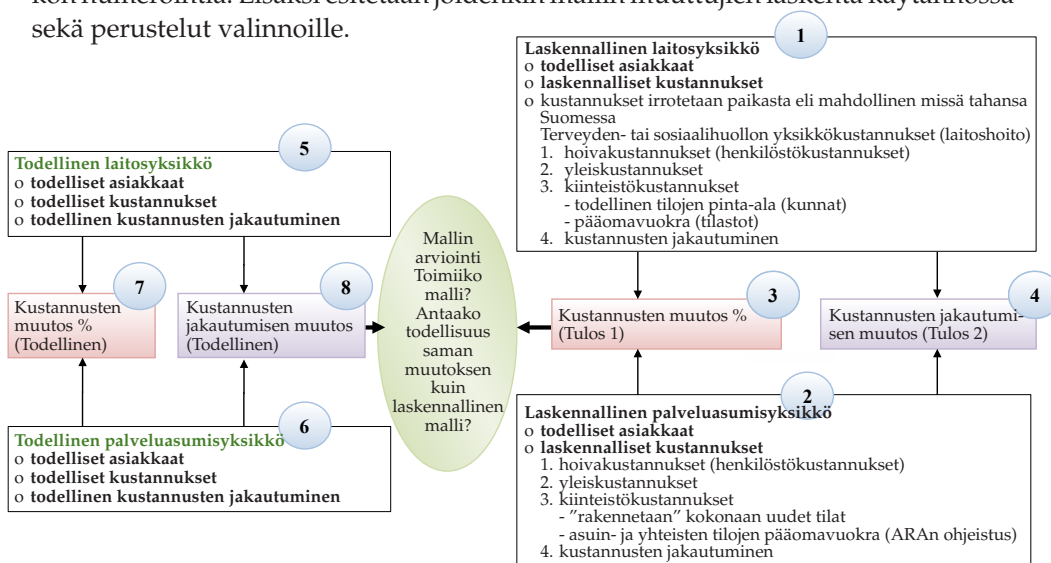 sekä perustelut valinnoille.
1
Laskennallinen laitosyksikkö
o todelliset asiakkaat
o laskennalliset kustannukset
o kustannukset irrotetaan paikasta eli mahdollinen missä tahansa
Suomessa
Terveyden- tai sosiaalihuollon yksikkökustannukset (laitoshoito)
1. hoivakustannukset (henkilöstökustannukset)
2. yleiskustannukset
3. kiinteistökustannukset
- todellinen tilojen pinta-ala (kunnat)
- pääomavuokra (tilastot)
4. kustannusten jakautuminen
5
Todellinen laitosyksikkö
o todelliset asiakkaat
o todelliset kustannukset
o todellinen kustannusten jakautuminen
7
Kustannusten
muutos %
(Todellinen)
8
Kustannusten
jakautumisen muutos
(Todellinen)
Mallin
arviointi
Toimiiko
malli?
Antaako
todellisuus
saman
muutoksen
kuin
laskennallinen
malli?
3
Kustannusten muutos %
(Tulos 1)
4
Kustannusten jakautumi-
sen muutos (Tulos 2)
6
Todellinen palveluasumisyksikkö
o todelliset asiakkaat
o todelliset kustannukset
o todellinen kustannusten jakautuminen
2
Laskennallinen palveluasumisyksikkö
o todelliset asiakkaat
o laskennalliset kustannukset
1. hoivakustannukset (henkilöstökustannukset)
2. yleiskustannukset
3. kiinteistökustannukset
- ”rakennetaan” kokonaan uudet tilat
- asuin- ja yhteisten tilojen pääomavuokra (ARAn ohjeistus)
4. kustannusten jakautuminen